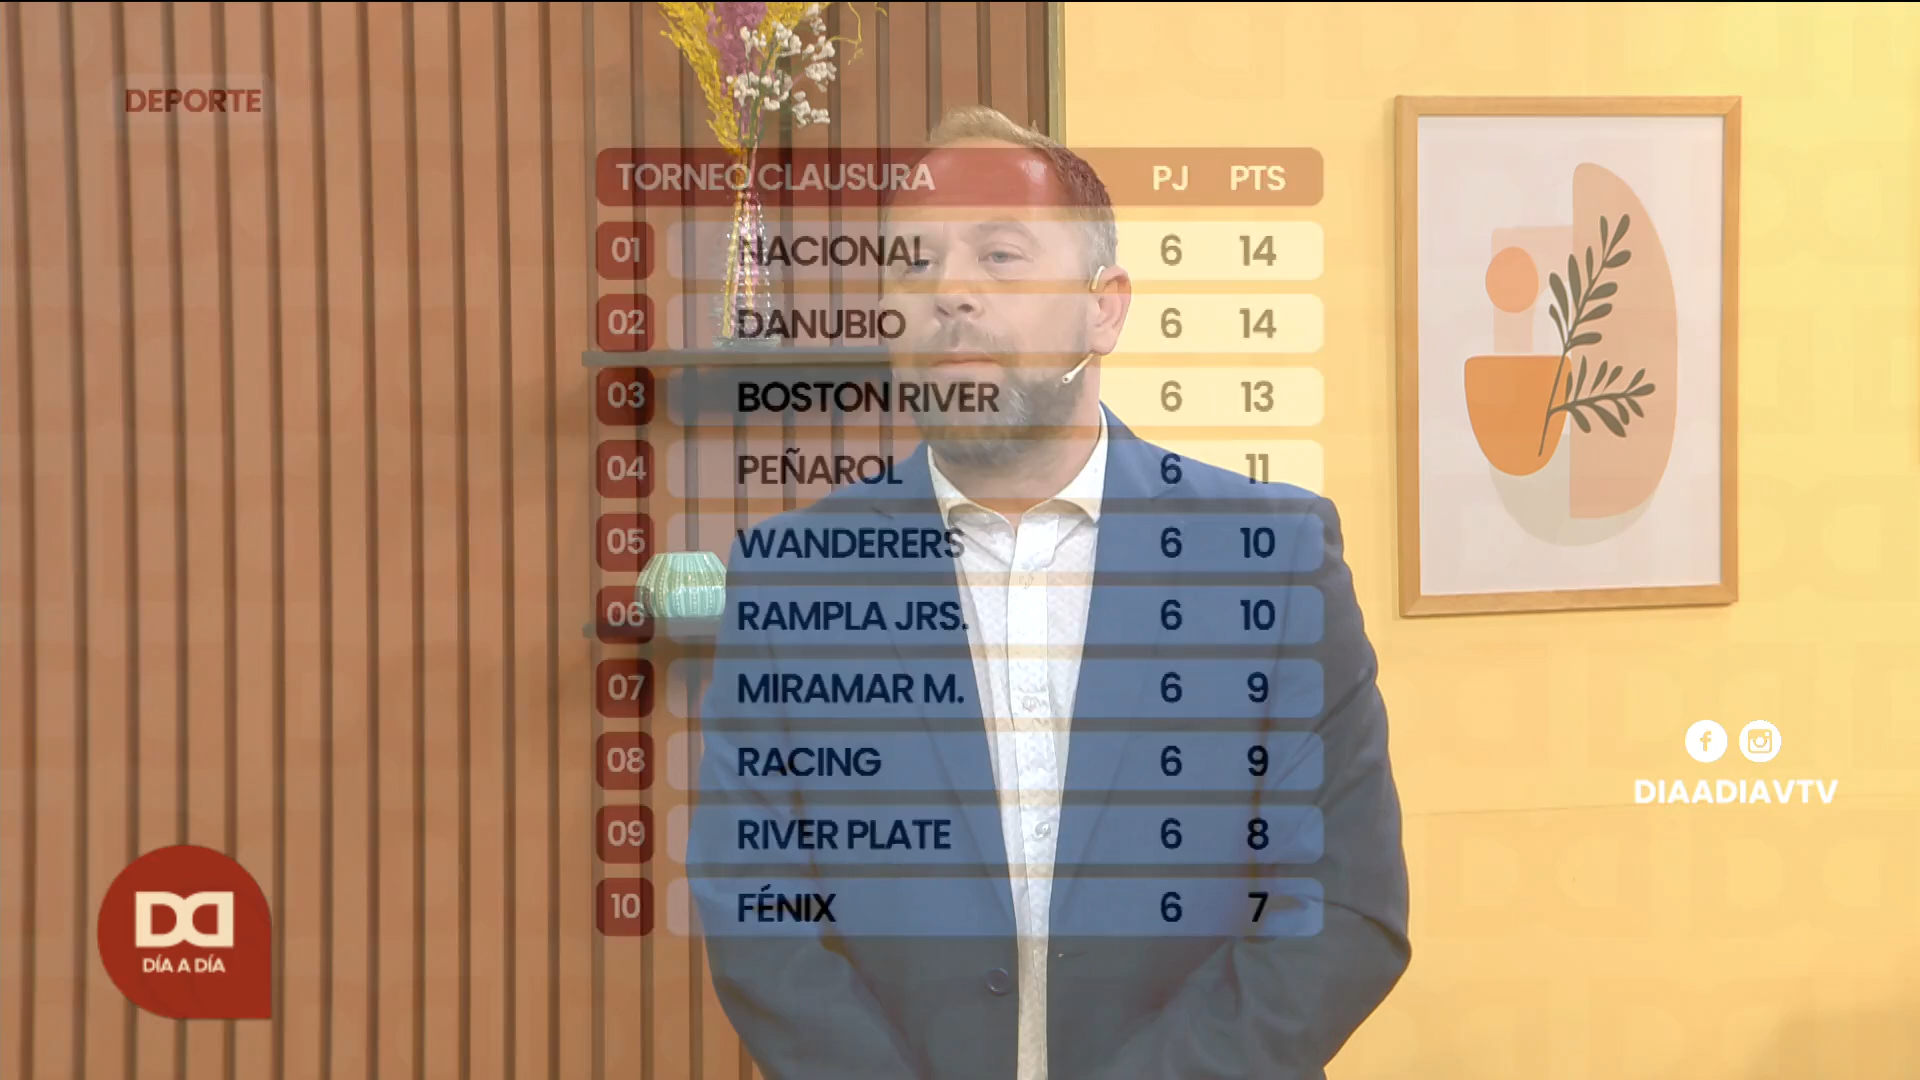 DEPORTE
TORNEO CLAUSURA PJ PTS
01 NACIONAL 6 14
02 DANUBIO 6 14
03 BOSTON RIVER 6 13
04 PEÑAROL 6 11
05 WANDERERS 6 10
06 RAMPLA JRS. 6 10
07 MIRAMAR M. 6 9
08 RACING 6 9
09 RIVER PLATE 6 8
10 FÉNIX 6 7
DIAADIAVTV
DD
DÍA A DÍA